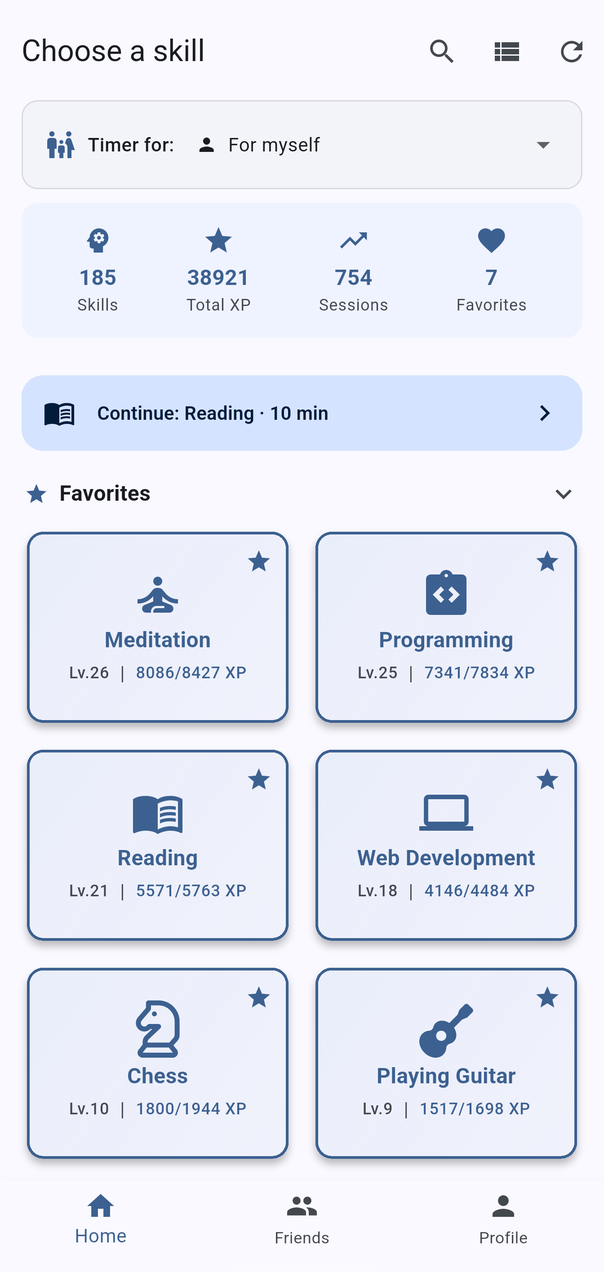 Choose a skill
Timer for: For myself
185 38921 754 7
Skills Total XP Sessions Favorites
Continue: Reading · 10 min
Favorites
Meditation Programming
Lv.26 | 8086/8427 XP Lv.25 | 7341/7834 XP
Reading Web Development
Lv.21 | 5571/5763 XP Lv.18 | 4146/4484 XP
Chess Playing Guitar
Lv.10 | 1800/1944 XP Lv.9 | 1517/1698 XP
Home Friends Profile